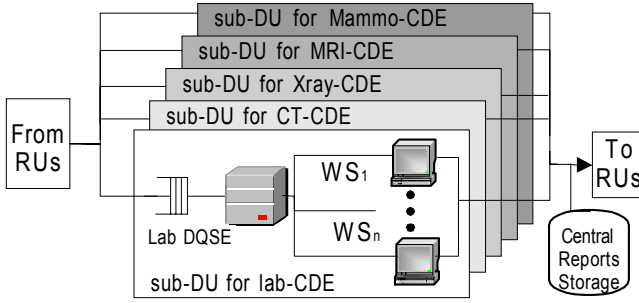 sub-DU for Mammo-CDE
sub-DU for MRI-CDE
sub-DU for Xray-CDE
sub-DU for CT-CDE
From
RUs
Lab DQSE
WS1
WSn
sub-DU for lab-CDE
To
RUs
Central
Reports
Storage